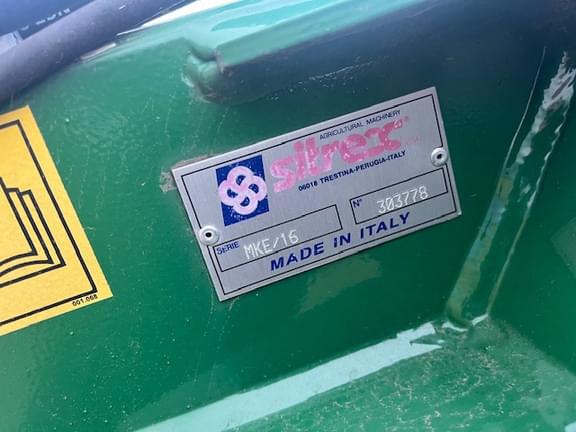 AGRICULTURAL MACHINERY
sitrex
06018 TRESTINA-PERUGIA-ITALY
SERIE MKE/16 N° 303778
MADE IN ITALY
001.068